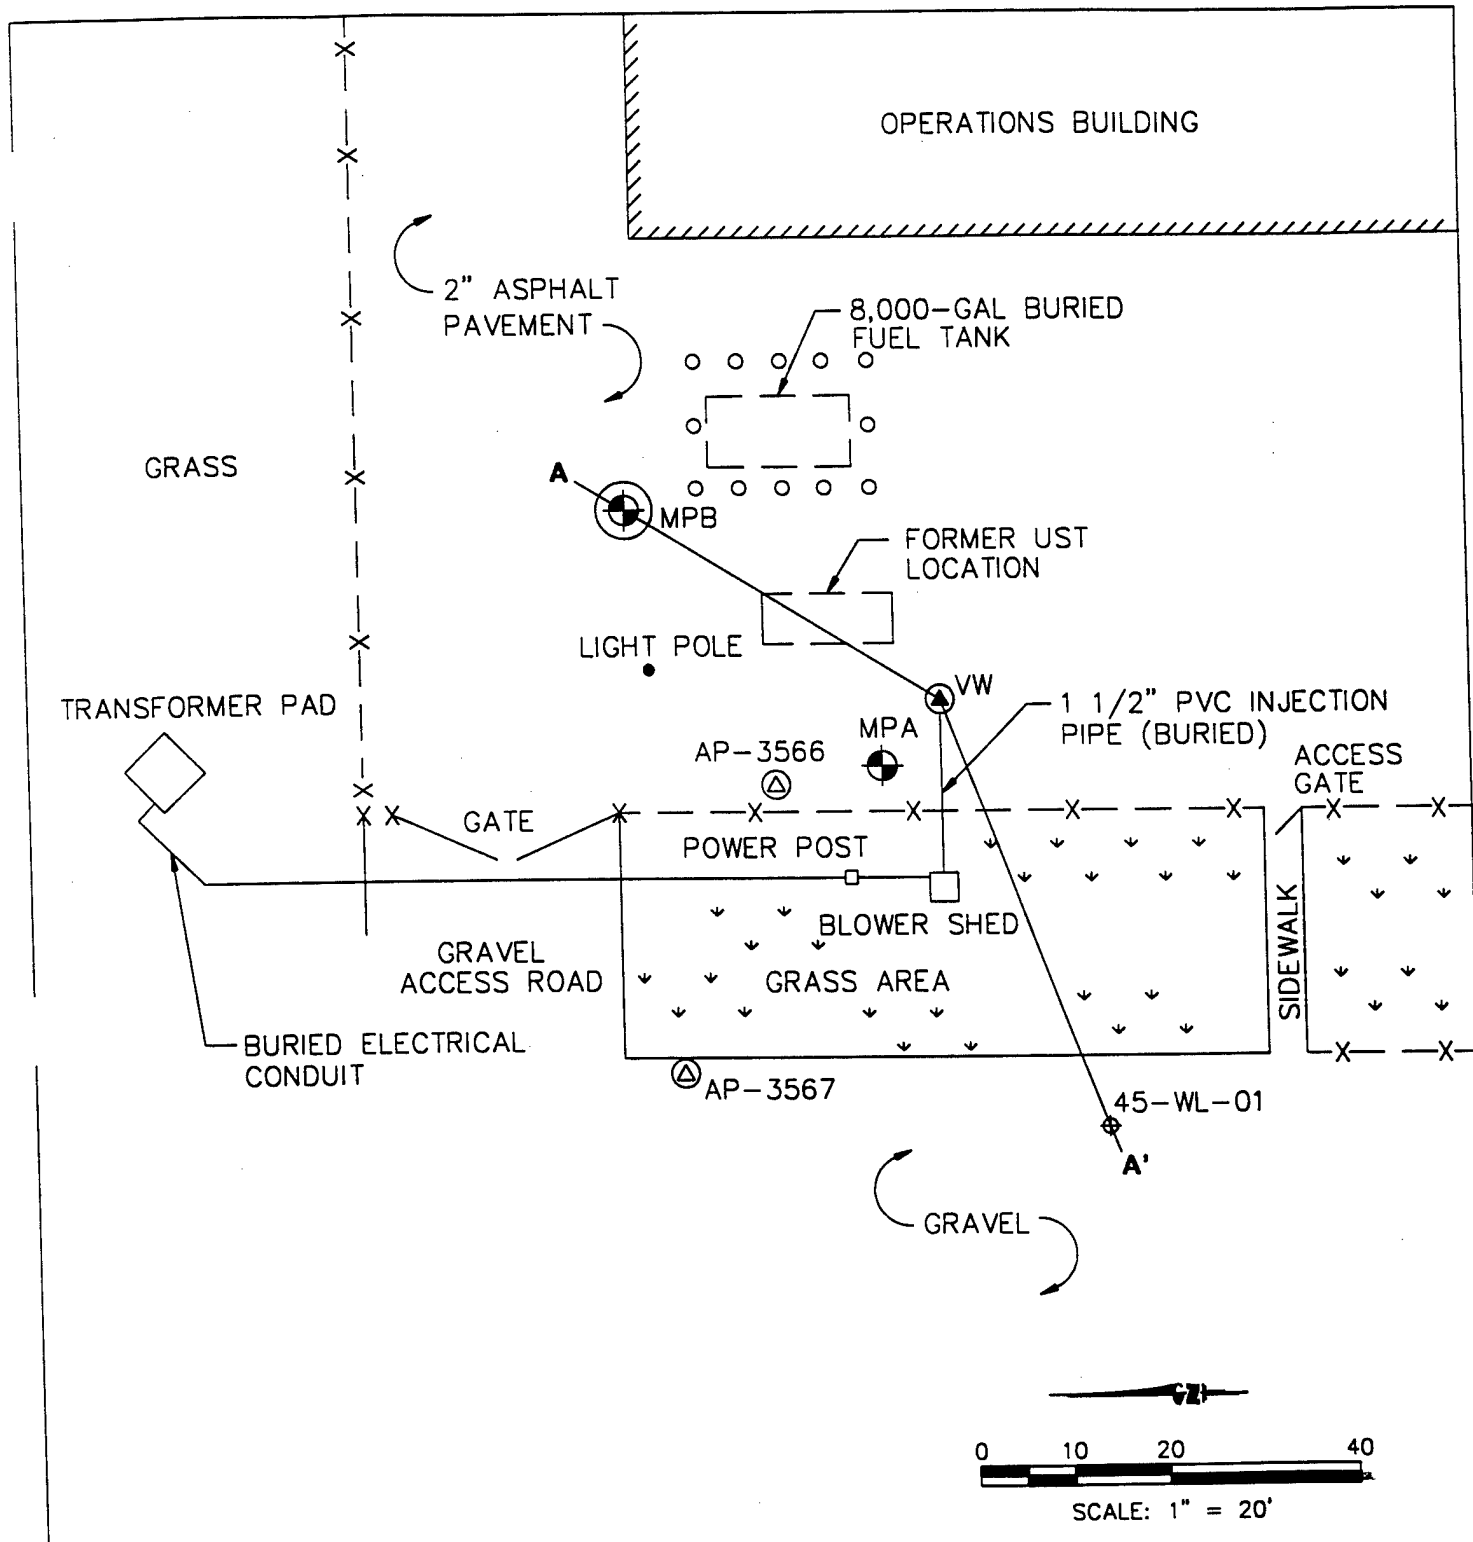 OPERATIONS BUILDING
2" ASPHALT
PAVEMENT
8,000-GAL BURIED
FUEL TANK
GRASS
A
MPB
FORMER UST
LOCATION
LIGHT POLE
TRANSFORMER PAD
VW
1 1/2" PVC INJECTION
PIPE (BURIED)
MPA
AP-3566
ACCESS
GATE
GATE
POWER POST
BLOWER SHED
GRAVEL
ACCESS ROAD
GRASS AREA
SIDEWALK
BURIED ELECTRICAL
CONDUIT
AP-3567
45-WL-01
A'
GRAVEL
0 10 20 40
SCALE: 1" = 20'